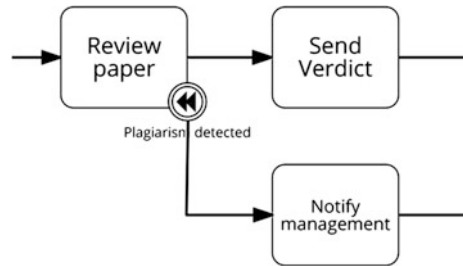 Review
paper
Send
Verdict
Plagiarism detected
Notify
management